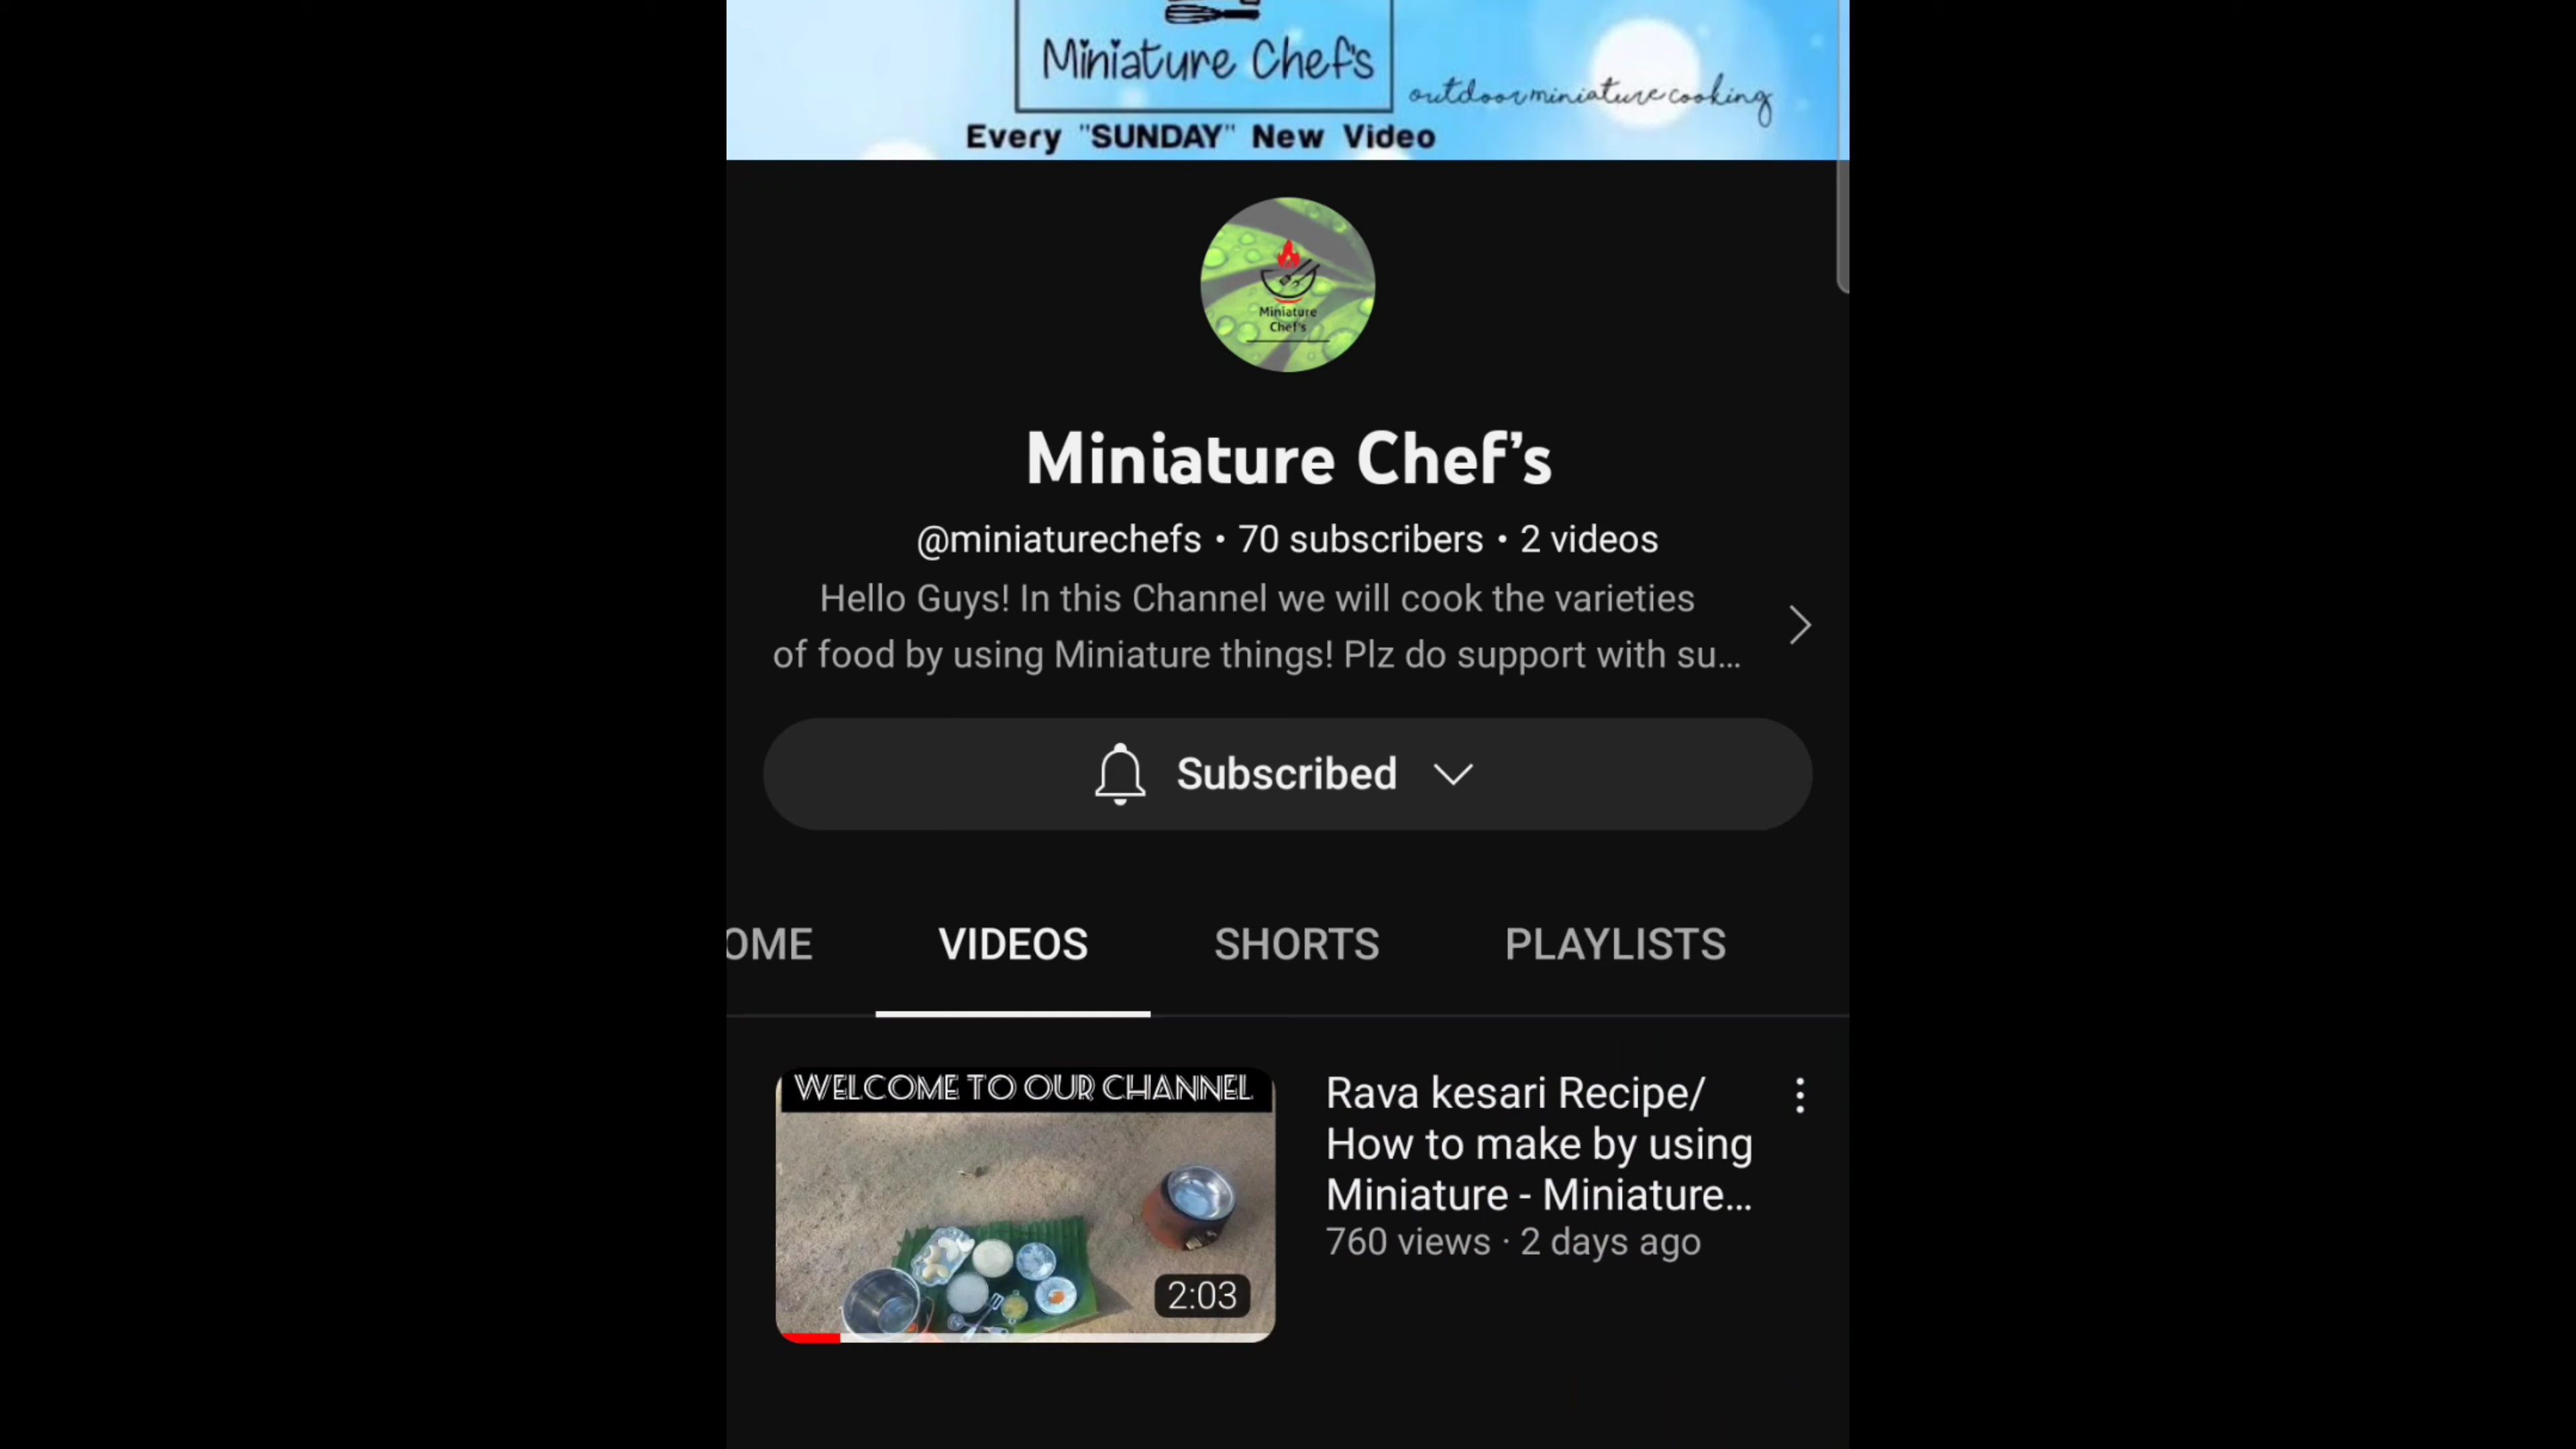 Miniature Chef's
outdoorminiaturecooking
Every "SUNDAY" New Video
Miniature
Chef's
Miniature Chef's
@miniaturechefs • 70 subscribers • 2 videos
Hello Guys! In this Channel we will cook the varieties
of food by using Miniature things! Plz do support with su...
Subscribed
OME
VIDEOS
SHORTS
PLAYLISTS
WELCOME TO OUR CHANNEL
2:03
Rava kesari Recipe/
How to make by using
Miniature - Miniature...
760 views · 2 days ago